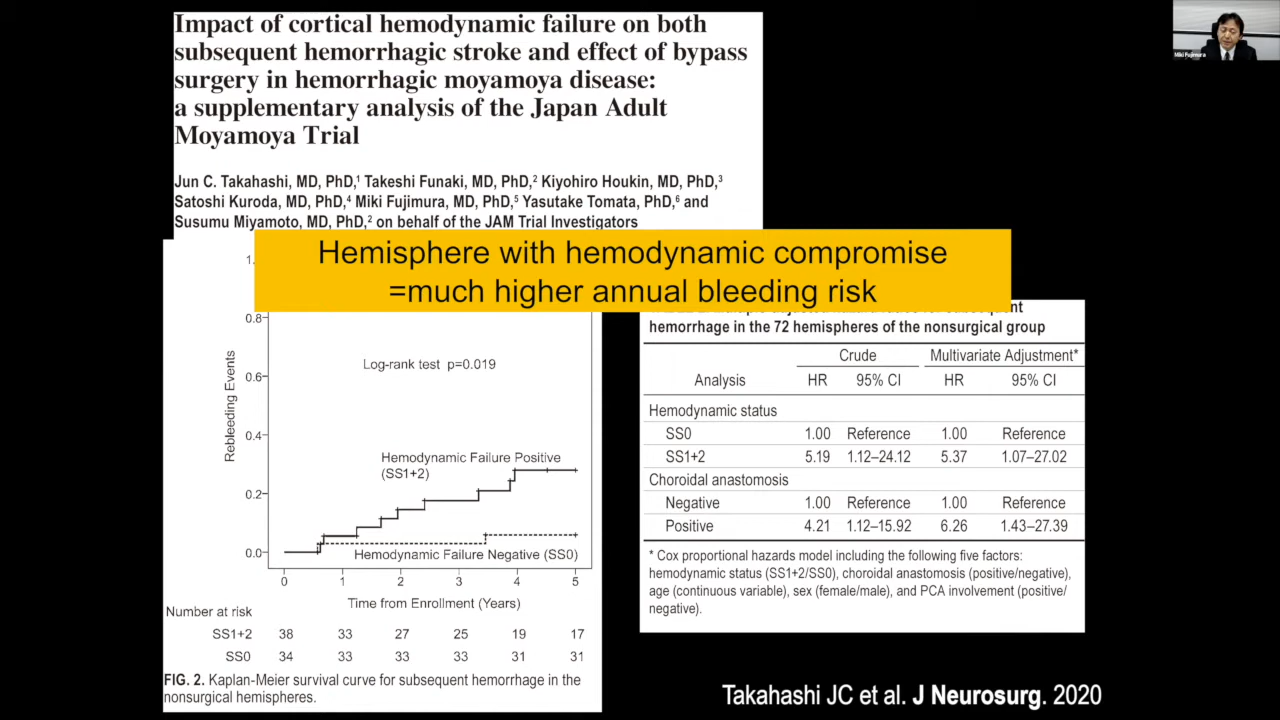 Impact of cortical hemodynamic failure on both
subsequent hemorrhagic stroke and effect of bypass
surgery in hemorrhagic moyamoya disease:
a supplementary analysis of the Japan Adult
Moyamoya Trial
Jun C. Takahashi, MD, PhD,¹ Takeshi Funaki, MD, PhD,² Kiyohiro Houkin, MD, PhD,³
Satoshi Kuroda, MD, PhD,⁴ Miki Fujimura, MD, PhD,⁵ Yasutake Tomata, PhD,⁶ and
Susumu Miyamoto, MD, PhD,² on behalf of the JAM Trial Investigators
Miki Fujimura
Hemisphere with hemodynamic compromise
=much higher annual bleeding risk
1.
0.8
0.6
0.4
0.2
0.0
Rebleeding Events
Log-rank test p=0.019
Hemodynamic Failure Positive
(SS1+2)
Hemodynamic Failure Negative (SS0)
0 1 2 3 4 5
Time from Enrollment (Years)
Number at risk
SS1+2 38 33 27 25 19 17
SS0 34 33 33 33 31 31
FIG. 2. Kaplan-Meier survival curve for subsequent hemorrhage in the
nonsurgical hemispheres.
hemorrhage in the 72 hemispheres of the nonsurgical group
Crude Multivariate Adjustment*
Analysis HR 95% CI HR 95% CI
Hemodynamic status
SS0 1.00 Reference 1.00 Reference
SS1+2 5.19 1.12–24.12 5.37 1.07–27.02
Choroidal anastomosis
Negative 1.00 Reference 1.00 Reference
Positive 4.21 1.12–15.92 6.26 1.43–27.39
* Cox proportional hazards model including the following five factors:
hemodynamic status (SS1+2/SS0), choroidal anastomosis (positive/negative),
age (continuous variable), sex (female/male), and PCA involvement (positive/
negative).
Takahashi JC et al. J Neurosurg. 2020